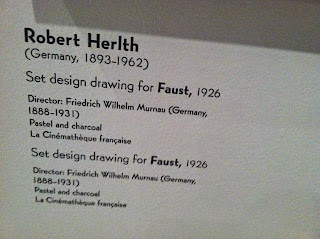 Robert Herlth
(Germany, 1893-1962)
Set design drawing for Faust, 1926
Director: Friedrich Wilhelm Murnau (Germany,
1888-1931)
Pastel and charcoal
La Cinémathèque française
Set design drawing for Faust, 1926
Director: Friedrich Wilhelm Murnau (Germany,
1888-1931)
Pastel and charcoal
La Cinémathèque française